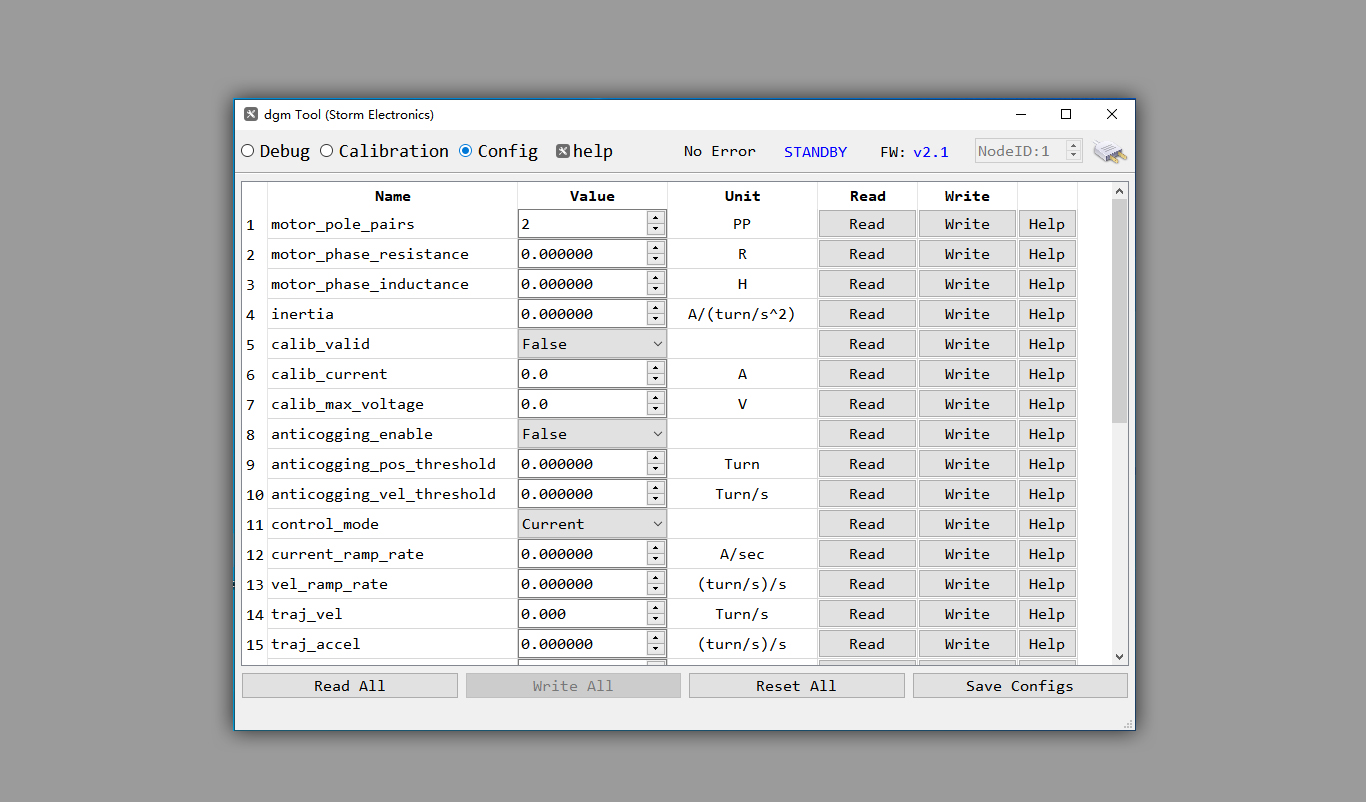 dgm Tool (Storm Electronics)
Debug Calibration Config help No Error STANDBY FW: v2.1 NodeID:1
Name Value Unit Read Write
1 motor_pole_pairs 2 PP Read Write Help
2 motor_phase_resistance 0.000000 R Read Write Help
3 motor_phase_inductance 0.000000 H Read Write Help
4 inertia 0.000000 A/(turn/s^2) Read Write Help
5 calib_valid False Read Write Help
6 calib_current 0.0 A Read Write Help
7 calib_max_voltage 0.0 V Read Write Help
8 anticogging_enable False Read Write Help
9 anticogging_pos_threshold 0.000000 Turn Read Write Help
10 anticogging_vel_threshold 0.000000 Turn/s Read Write Help
11 control_mode Current Read Write Help
12 current_ramp_rate 0.000000 A/sec Read Write Help
13 vel_ramp_rate 0.000000 (turn/s)/s Read Write Help
14 traj_vel 0.000 Turn/s Read Write Help
15 traj_accel 0.000000 (turn/s)/s Read Write Help
Read All Write All Reset All Save Configs